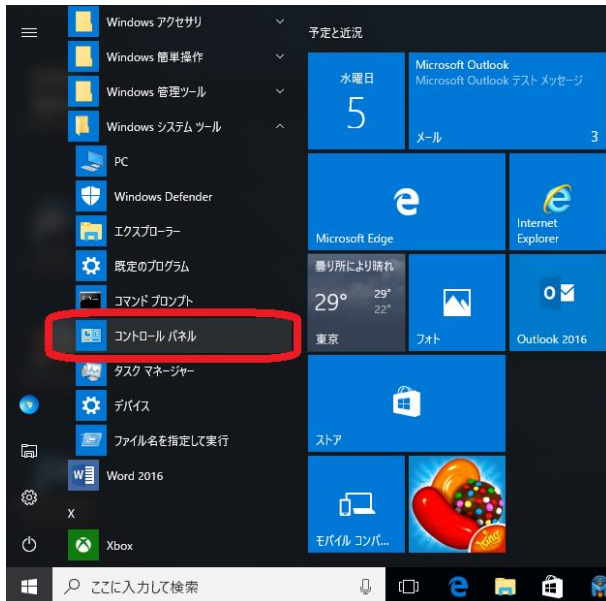 Windows アクセサリ
Windows 簡単操作
Windows 管理ツール
Windows システム ツール
PC
Windows Defender
エクスプローラー
既定のプログラム
コマンド プロンプト
コントロール パネル
タスク マネージャー
デバイス
ファイル名を指定して実行
Word 2016
X
Xbox
ここに入力して検索
予定と近況
水曜日
5
Microsoft Outlook
Microsoft Outlook テスト メッセージ
メール 3
Microsoft Edge
Internet
Explorer
曇り所により晴れ
29° 29°
22°
東京
フォト
Outlook 2016
ストア
モバイル コンパ...
King